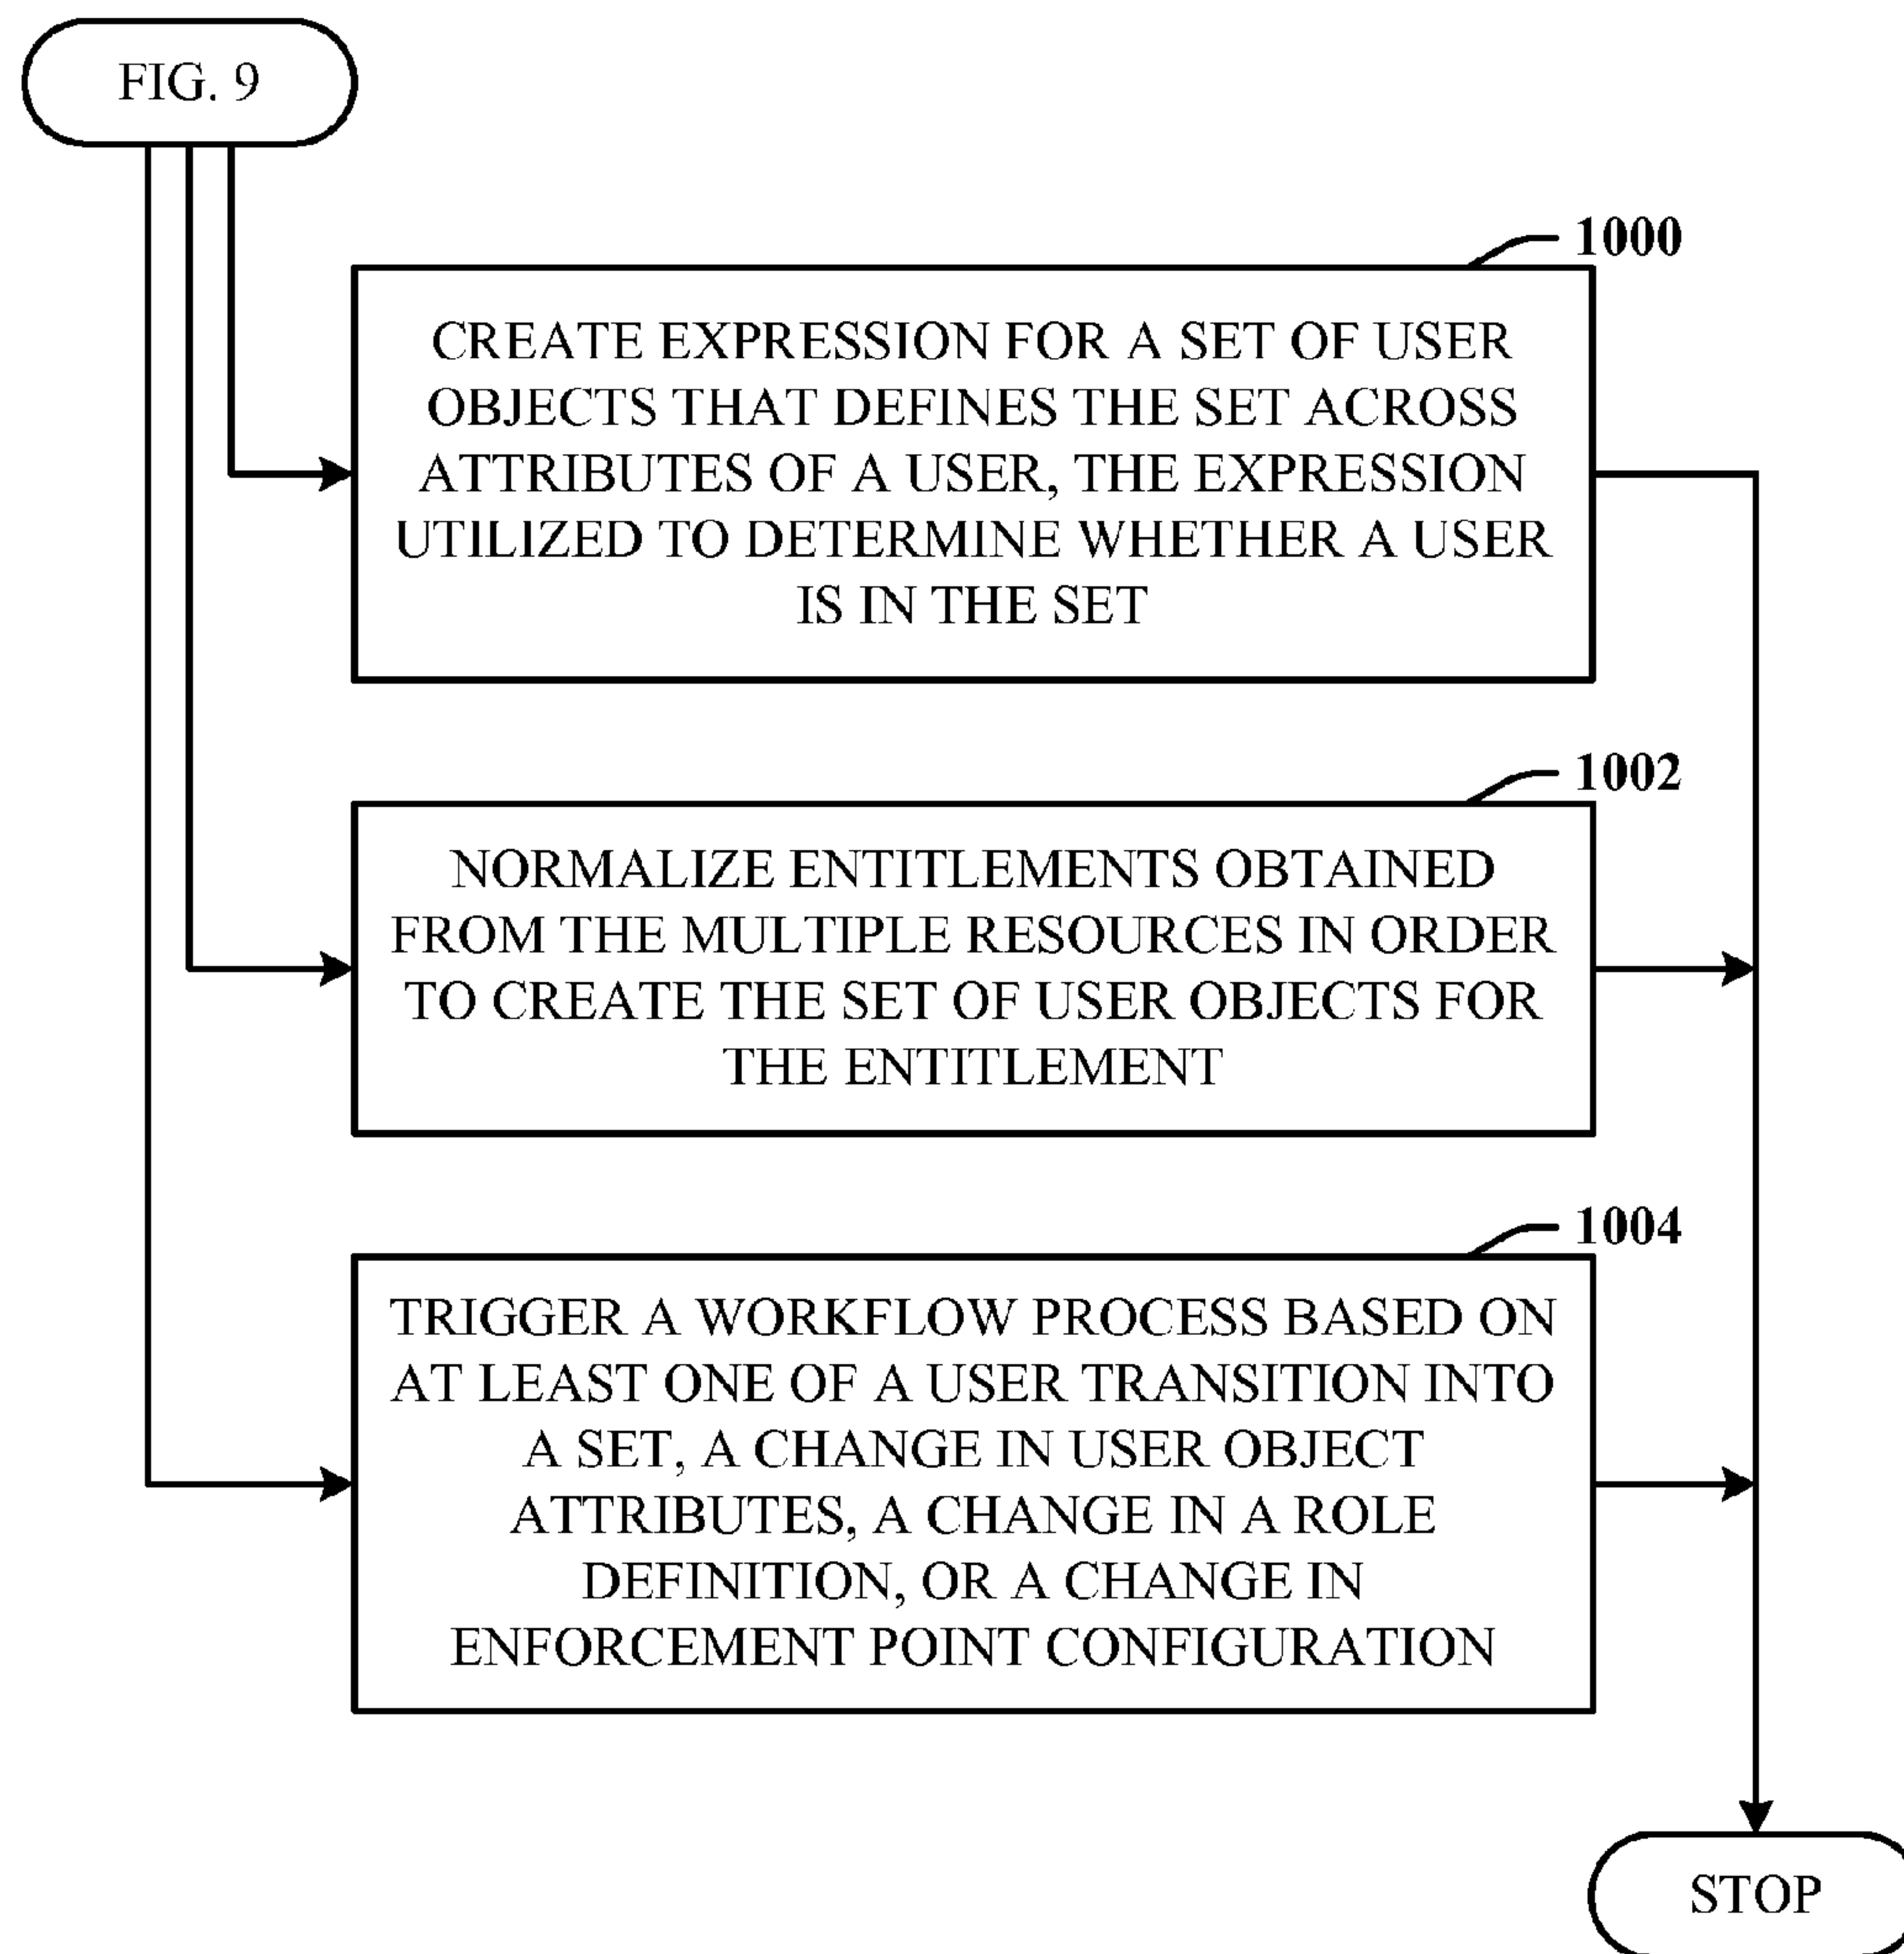 FIG. 9
1000
CREATE EXPRESSION FOR A SET OF USER
OBJECTS THAT DEFINES THE SET ACROSS
ATTRIBUTES OF A USER, THE EXPRESSION
UTILIZED TO DETERMINE WHETHER A USER
IS IN THE SET
1002
NORMALIZE ENTITLEMENTS OBTAINED
FROM THE MULTIPLE RESOURCES IN ORDER
TO CREATE THE SET OF USER OBJECTS FOR
THE ENTITLEMENT
1004
TRIGGER A WORKFLOW PROCESS BASED ON
AT LEAST ONE OF A USER TRANSITION INTO
A SET, A CHANGE IN USER OBJECT
ATTRIBUTES, A CHANGE IN A ROLE
DEFINITION, OR A CHANGE IN
ENFORCEMENT POINT CONFIGURATION
STOP